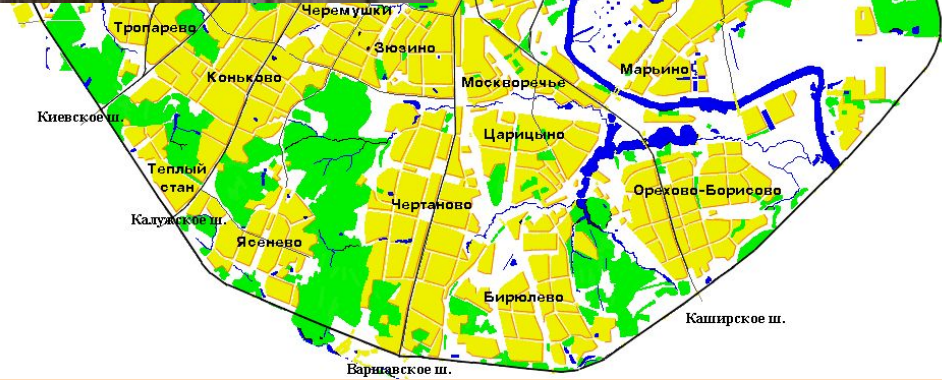 Черемушки
Тропарево
Зюзино
Коньково
Марьино
Москворечье
Киевское ш.
Царицыно
Теплый
стан
Орехово-Борисово
Чертаново
Калужское ш.
Ясенево
Бирюлево
Каширское ш.
Варшавское ш.